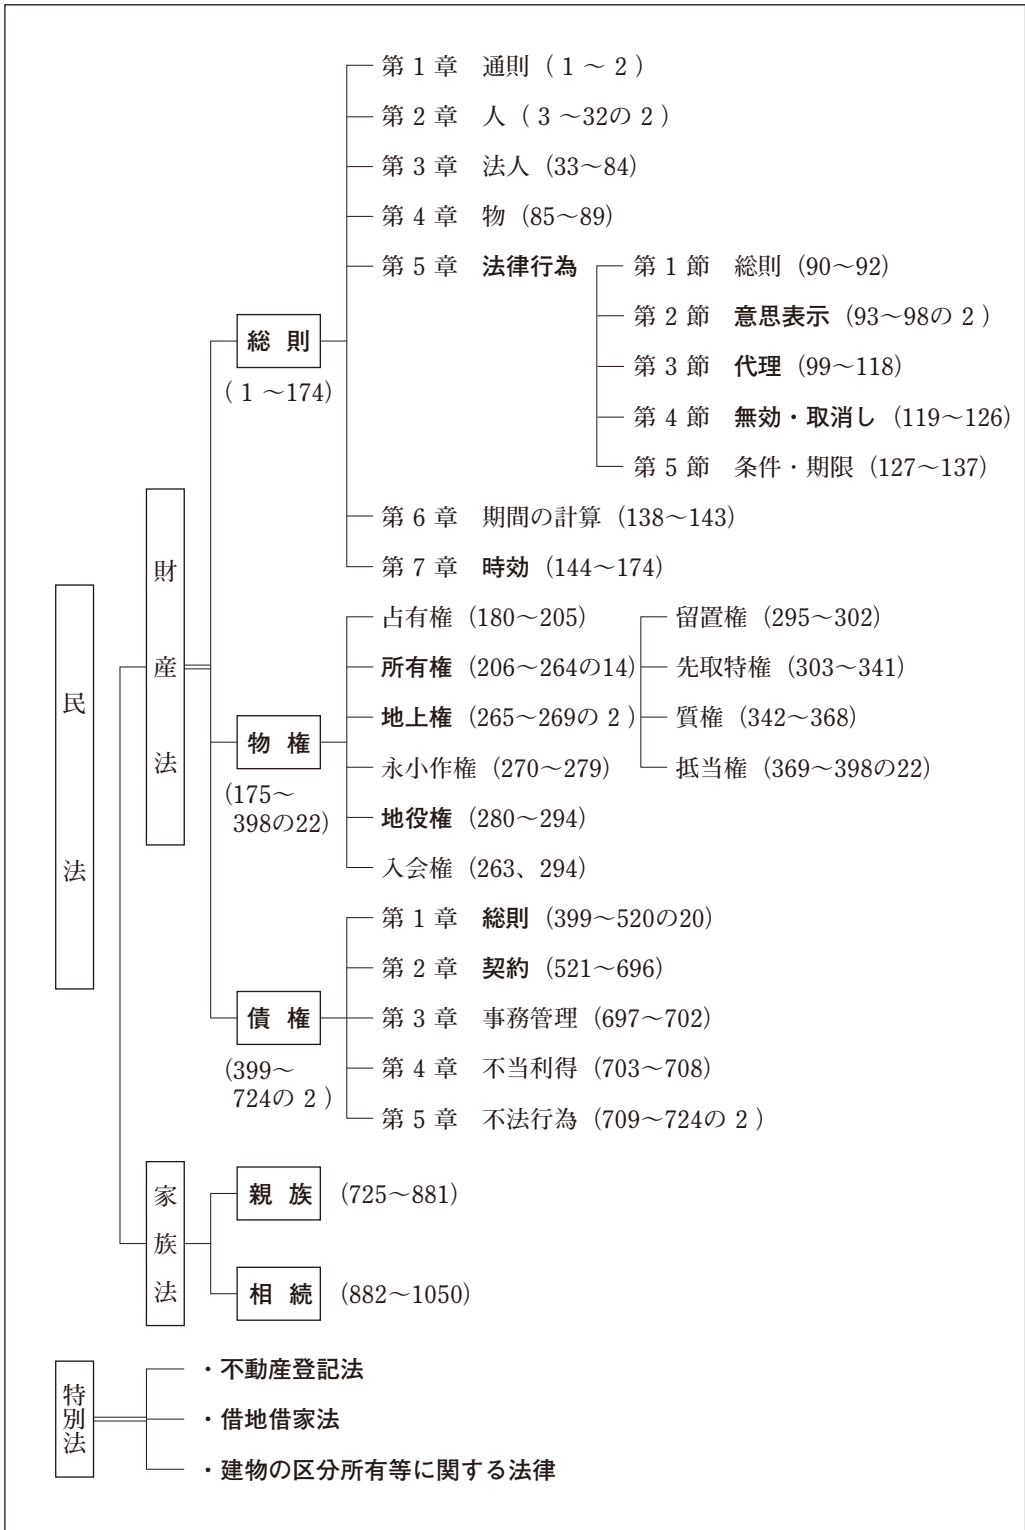 民法
財産法
総則
(1～174)
第1章　通則（1～2）
第2章　人（3～32の2）
第3章　法人（33～84）
第4章　物（85～89）
第5章　法律行為
第1節　総則（90～92）
第2節　意思表示（93～98の2）
第3節　代理（99～118）
第4節　無効・取消し（119～126）
第5節　条件・期限（127～137）
第6章　期間の計算（138～143）
第7章　時効（144～174）
物権
(175～
398の22)
占有権（180～205）
所有権（206～264の14）
地上権（265～269の2）
永小作権（270～279）
地役権（280～294）
入会権（263、294）
留置権（295～302）
先取特権（303～341）
質権（342～368）
抵当権（369～398の22）
債権
(399～
724の2)
第1章　総則（399～520の20）
第2章　契約（521～696）
第3章　事務管理（697～702）
第4章　不当利得（703～708）
第5章　不法行為（709～724の2）
家族法
親族（725～881）
相続（882～1050）
特別法
・不動産登記法
・借地借家法
・建物の区分所有等に関する法律